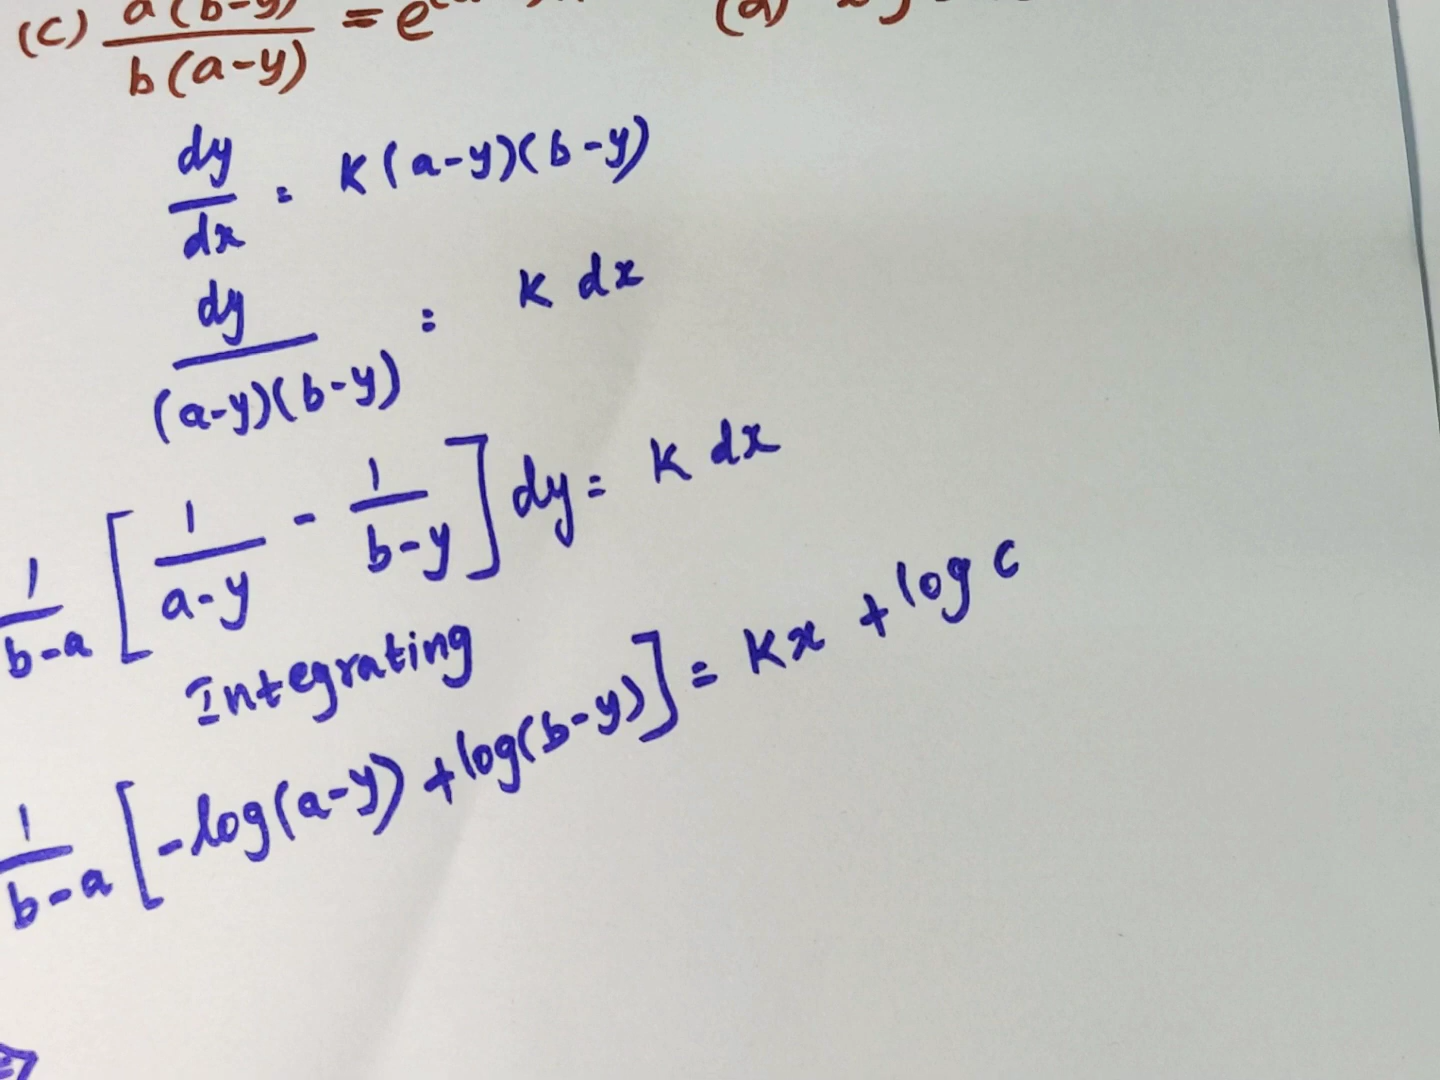 (c) a(b-y)/b(a-y) = e
(d)
dy/dx = k(a-y)(b-y)
dy/(a-y)(b-y) = k dx
1/b-a [1/a-y - 1/b-y] dy = k dx
Integrating
1/b-a [-log(a-y) + log(b-y)] = kx + log c
=>